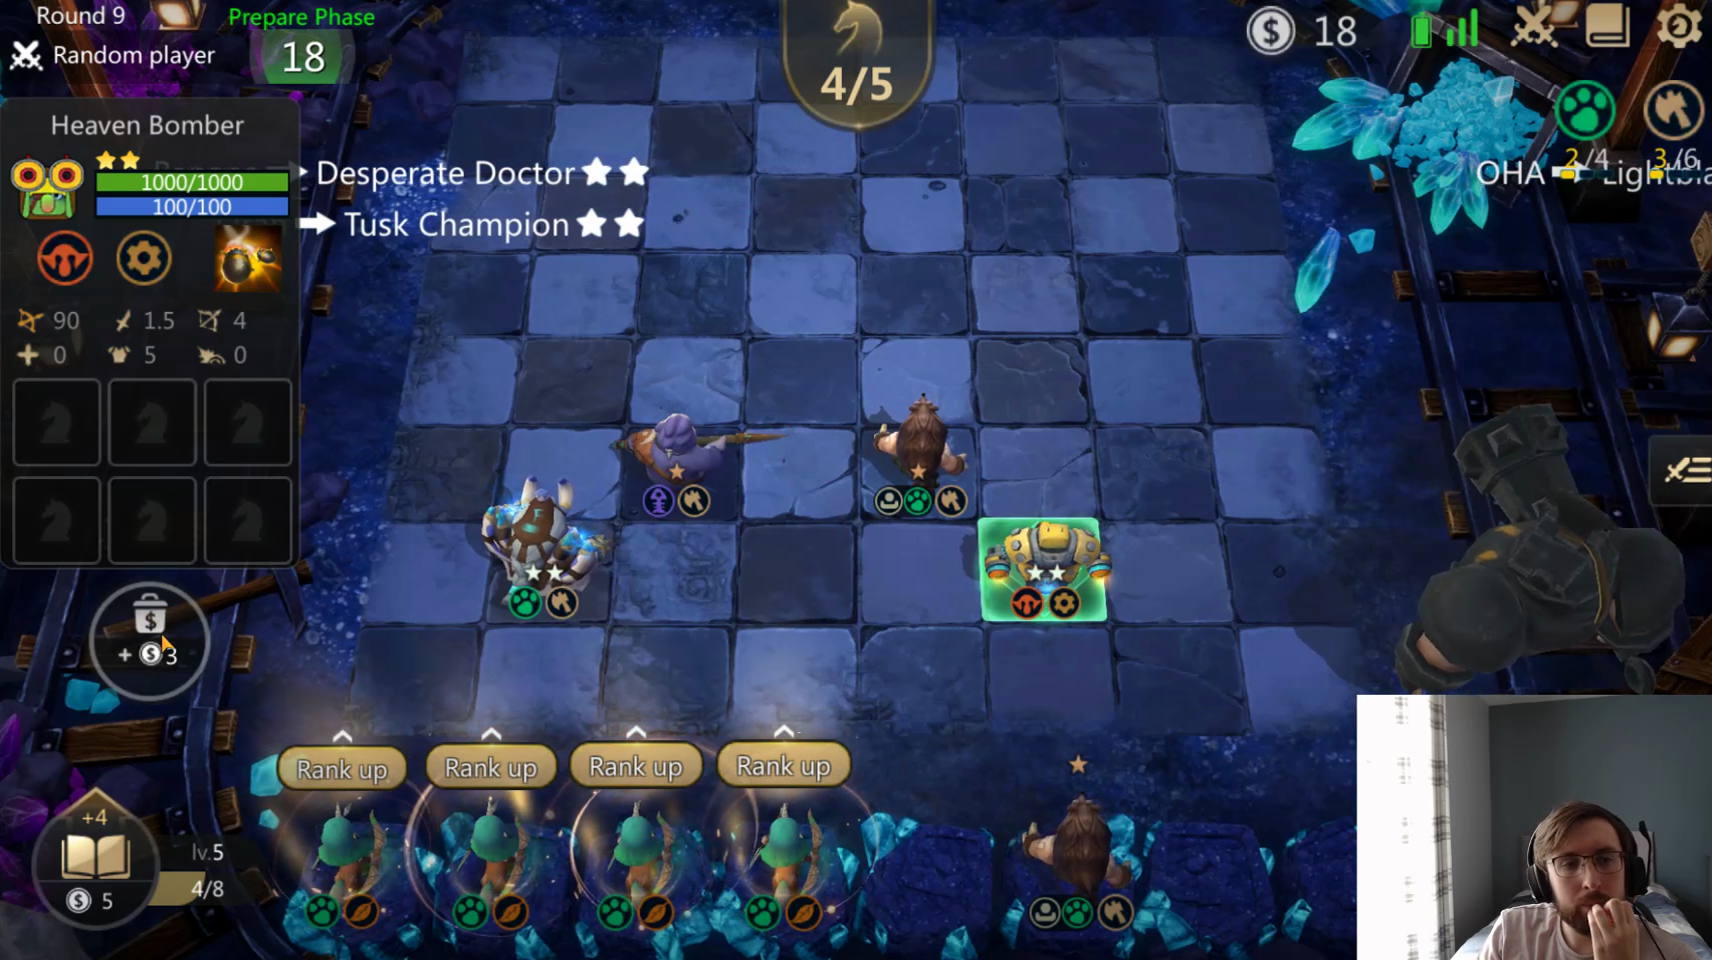 Round 9
Prepare Phase
Random player
18
4/5
18
Heaven Bomber
1000/1000
100/100
Desperate Doctor
Tusk Champion
OHA
2/4
3/6
90
1.5
4
0
5
0
+ $ 3
Rank up
Rank up
Rank up
Rank up
+4
lv.5
4/8
$ 5